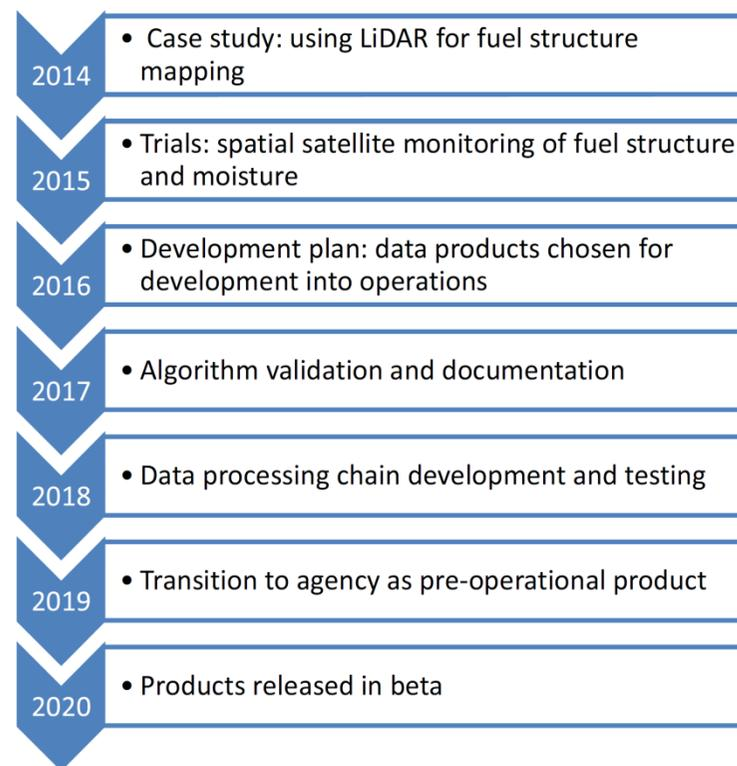 2014
• Case study: using LiDAR for fuel structure
mapping
2015
• Trials: spatial satellite monitoring of fuel structure
and moisture
2016
• Development plan: data products chosen for
development into operations
2017
• Algorithm validation and documentation
2018
• Data processing chain development and testing
2019
• Transition to agency as pre-operational product
2020
• Products released in beta